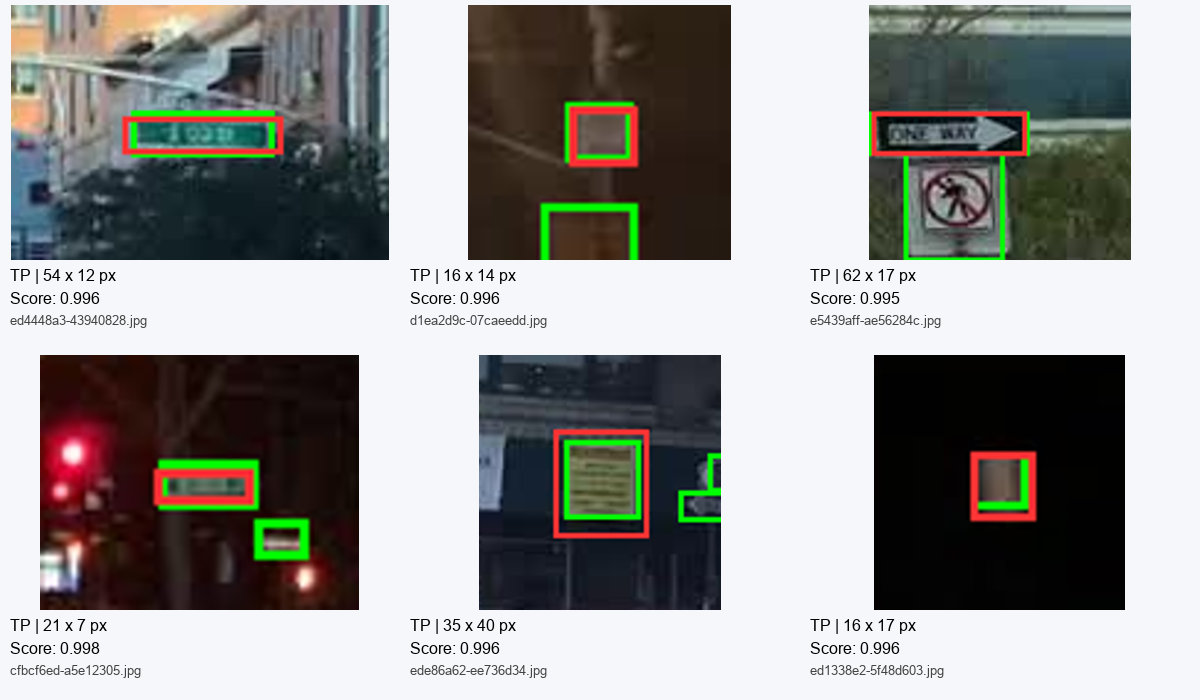 TP | 54 x 12 px
Score: 0.996
ed4448a3-43940828.jpg
TP | 16 x 14 px
Score: 0.996
d1ea2d9c-07caeedd.jpg
ONE WAY
TP | 62 x 17 px
Score: 0.995
e5439aff-ae56284c.jpg
TP | 21 x 7 px
Score: 0.998
cfbcf6ed-a5e12305.jpg
TP | 35 x 40 px
Score: 0.996
ede86a62-ee736d34.jpg
TP | 16 x 17 px
Score: 0.996
ed1338e2-5f48d603.jpg